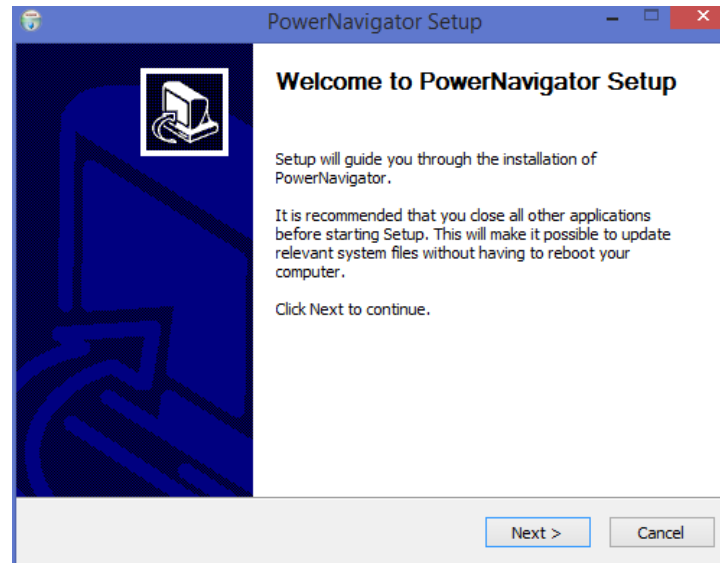 PowerNavigator Setup
Welcome to PowerNavigator Setup
Setup will guide you through the installation of
PowerNavigator.
It is recommended that you close all other applications
before starting Setup. This will make it possible to update
relevant system files without having to reboot your
computer.
Click Next to continue.
Next >
Cancel